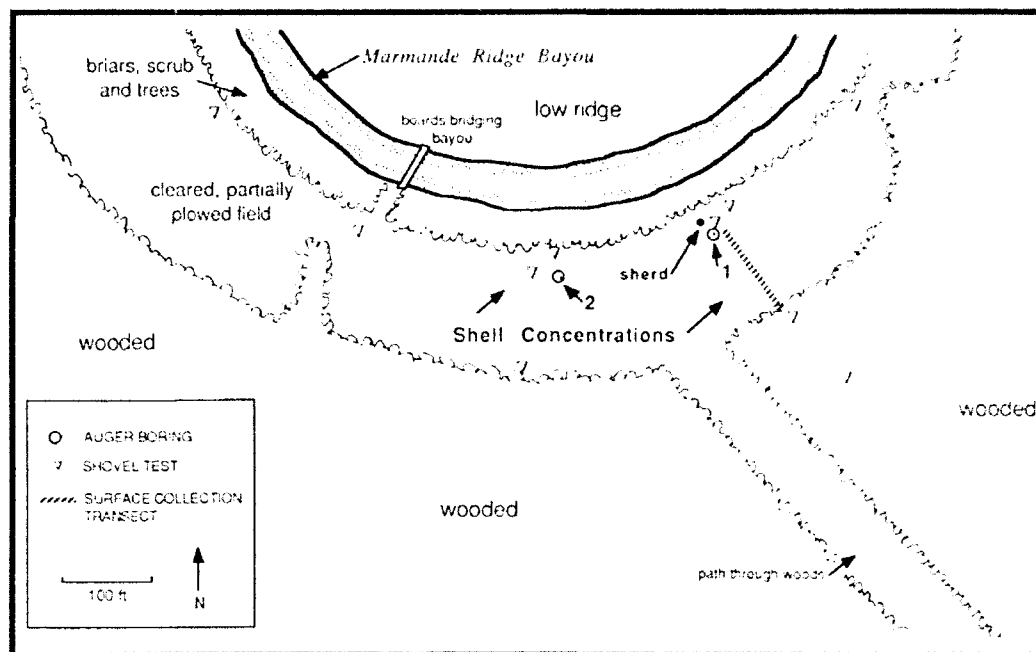 Marmande Ridge Bayou
briars, scrub
and trees
low ridge
boards bridging
bayou
cleared, partially
plowed field
sherd
1
2
Shell Concentrations
wooded
wooded
wooded
path through woods
AUGER BORING
SHOVEL TEST
SURFACE COLLECTION
TRANSECT
100 ft
N